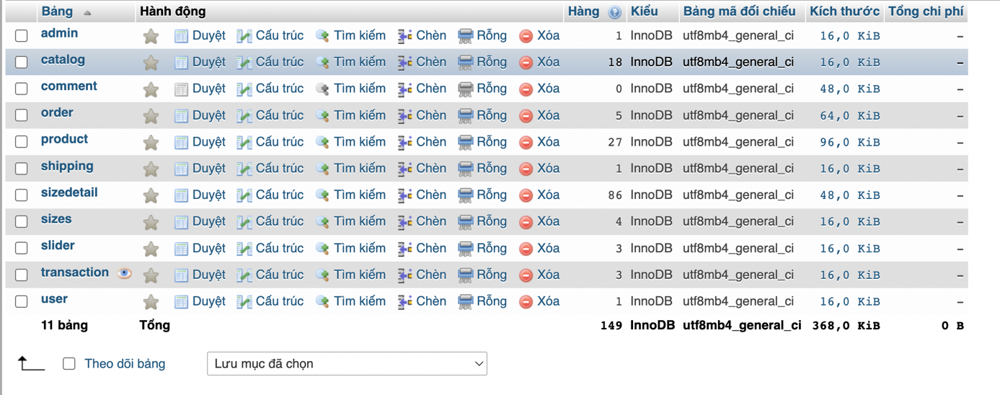 Bảng Hành động Hàng Kiểu Bảng mã đối chiếu Kích thước Tổng chi phí
admin Duyệt Cấu trúc Tìm kiếm Chèn Rỗng Xóa 1 InnoDB utf8mb4_general_ci 16,0 KiB –
catalog Duyệt Cấu trúc Tìm kiếm Chèn Rỗng Xóa 18 InnoDB utf8mb4_general_ci 16,0 KiB –
comment Duyệt Cấu trúc Tìm kiếm Chèn Rỗng Xóa 0 InnoDB utf8mb4_general_ci 48,0 KiB –
order Duyệt Cấu trúc Tìm kiếm Chèn Rỗng Xóa 5 InnoDB utf8mb4_general_ci 64,0 KiB –
product Duyệt Cấu trúc Tìm kiếm Chèn Rỗng Xóa 27 InnoDB utf8mb4_general_ci 96,0 KiB –
shipping Duyệt Cấu trúc Tìm kiếm Chèn Rỗng Xóa 1 InnoDB utf8mb4_general_ci 16,0 KiB –
sizedetail Duyệt Cấu trúc Tìm kiếm Chèn Rỗng Xóa 86 InnoDB utf8mb4_general_ci 48,0 KiB –
sizes Duyệt Cấu trúc Tìm kiếm Chèn Rỗng Xóa 4 InnoDB utf8mb4_general_ci 16,0 KiB –
slider Duyệt Cấu trúc Tìm kiếm Chèn Rỗng Xóa 3 InnoDB utf8mb4_general_ci 16,0 KiB –
transaction Duyệt Cấu trúc Tìm kiếm Chèn Rỗng Xóa 3 InnoDB utf8mb4_general_ci 16,0 KiB –
user Duyệt Cấu trúc Tìm kiếm Chèn Rỗng Xóa 1 InnoDB utf8mb4_general_ci 16,0 KiB –
11 bảng Tổng 149 InnoDB utf8mb4_general_ci 368,0 KiB 0 B
Theo dõi bảng Lưu mục đã chọn